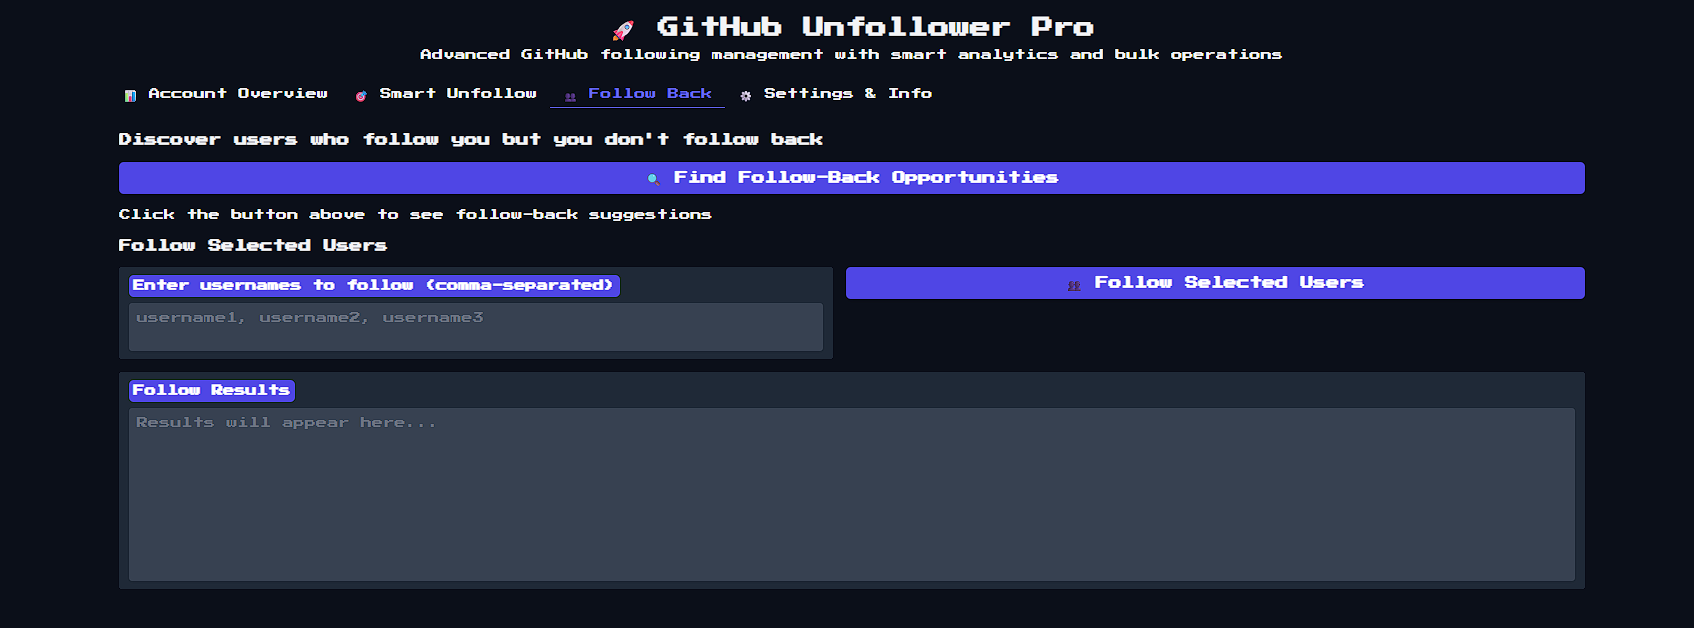 🚀 GitHub Unfollower Pro
Advanced GitHub following management with smart analytics and bulk operations
📊 Account Overview 🎯 Smart Unfollow 👥 Follow Back ⚙️ Settings & Info
Discover users who follow you but you don't follow back
🔍 Find Follow-Back Opportunities
Click the button above to see follow-back suggestions
Follow Selected Users
Enter usernames to follow (comma-separated)
username1, username2, username3
👥 Follow Selected Users
Follow Results
Results will appear here...